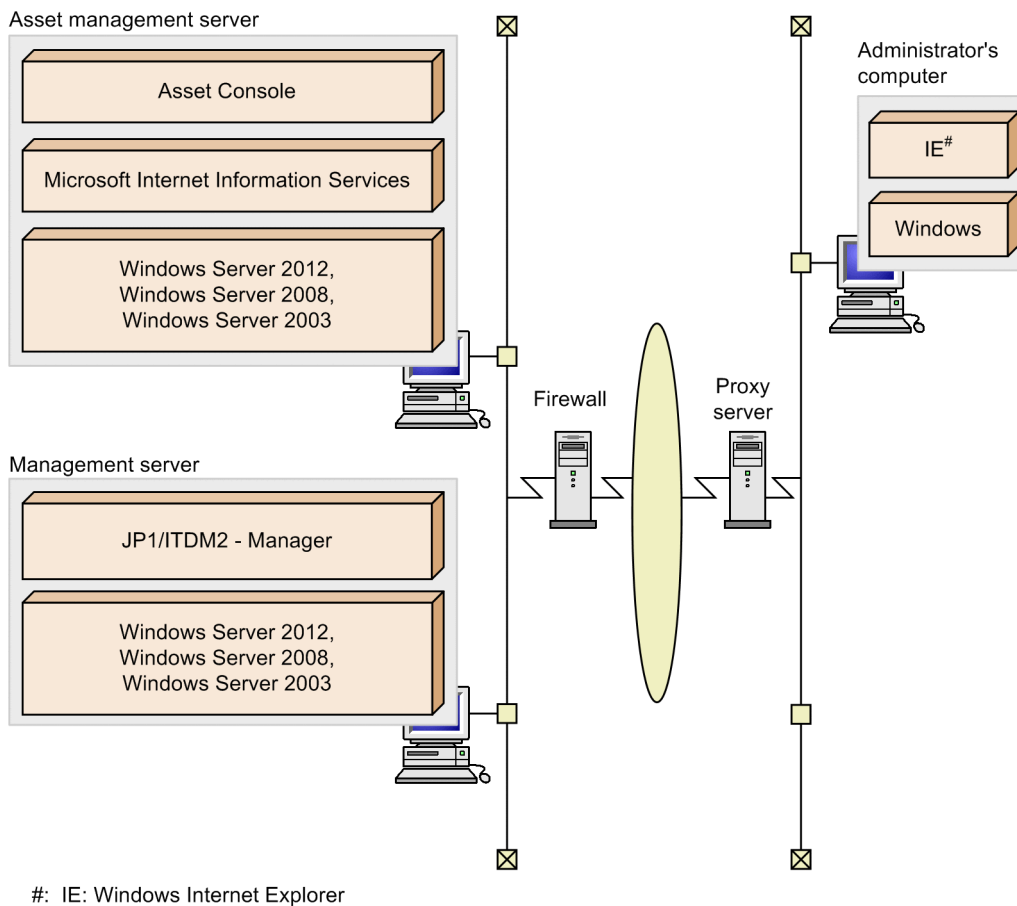 Asset management server
Asset Console
Microsoft Internet Information Services
Windows Server 2012,
Windows Server 2008,
Windows Server 2003
Administrator's
computer
IE#
Windows
Firewall
Proxy
server
Management server
JP1/ITDM2 - Manager
Windows Server 2012,
Windows Server 2008,
Windows Server 2003
#: IE: Windows Internet Explorer